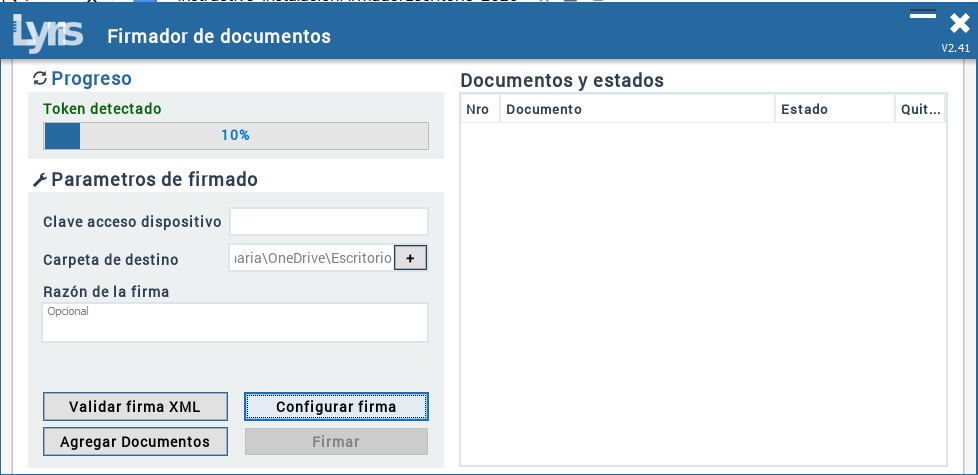 Lyris
Firmador de documentos
V2.41
Progreso
Token detectado
10%
Parametros de firmado
Clave acceso dispositivo
Carpeta de destino
aria\OneDrive\Escritorio
+
Razón de la firma
Opcional
Validar firma XML
Configurar firma
Agregar Documentos
Firmar
Documentos y estados
Nro Documento Estado Quit...